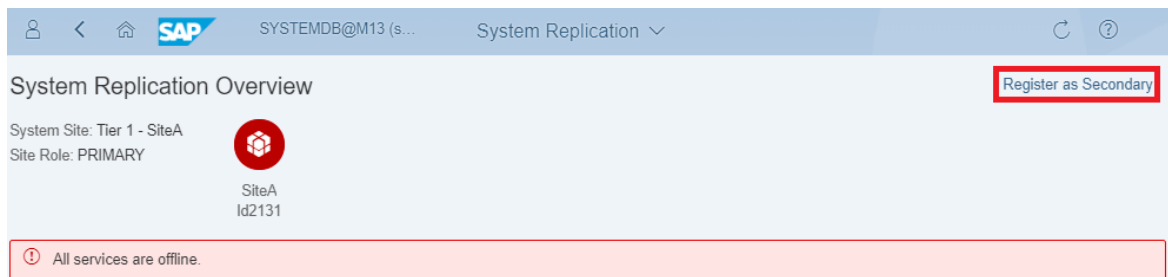 SAP SYSTEMDB@M13 (s... System Replication
System Replication Overview Register as Secondary
System Site: Tier 1 - SiteA
Site Role: PRIMARY
SiteA
Id2131
All services are offline.